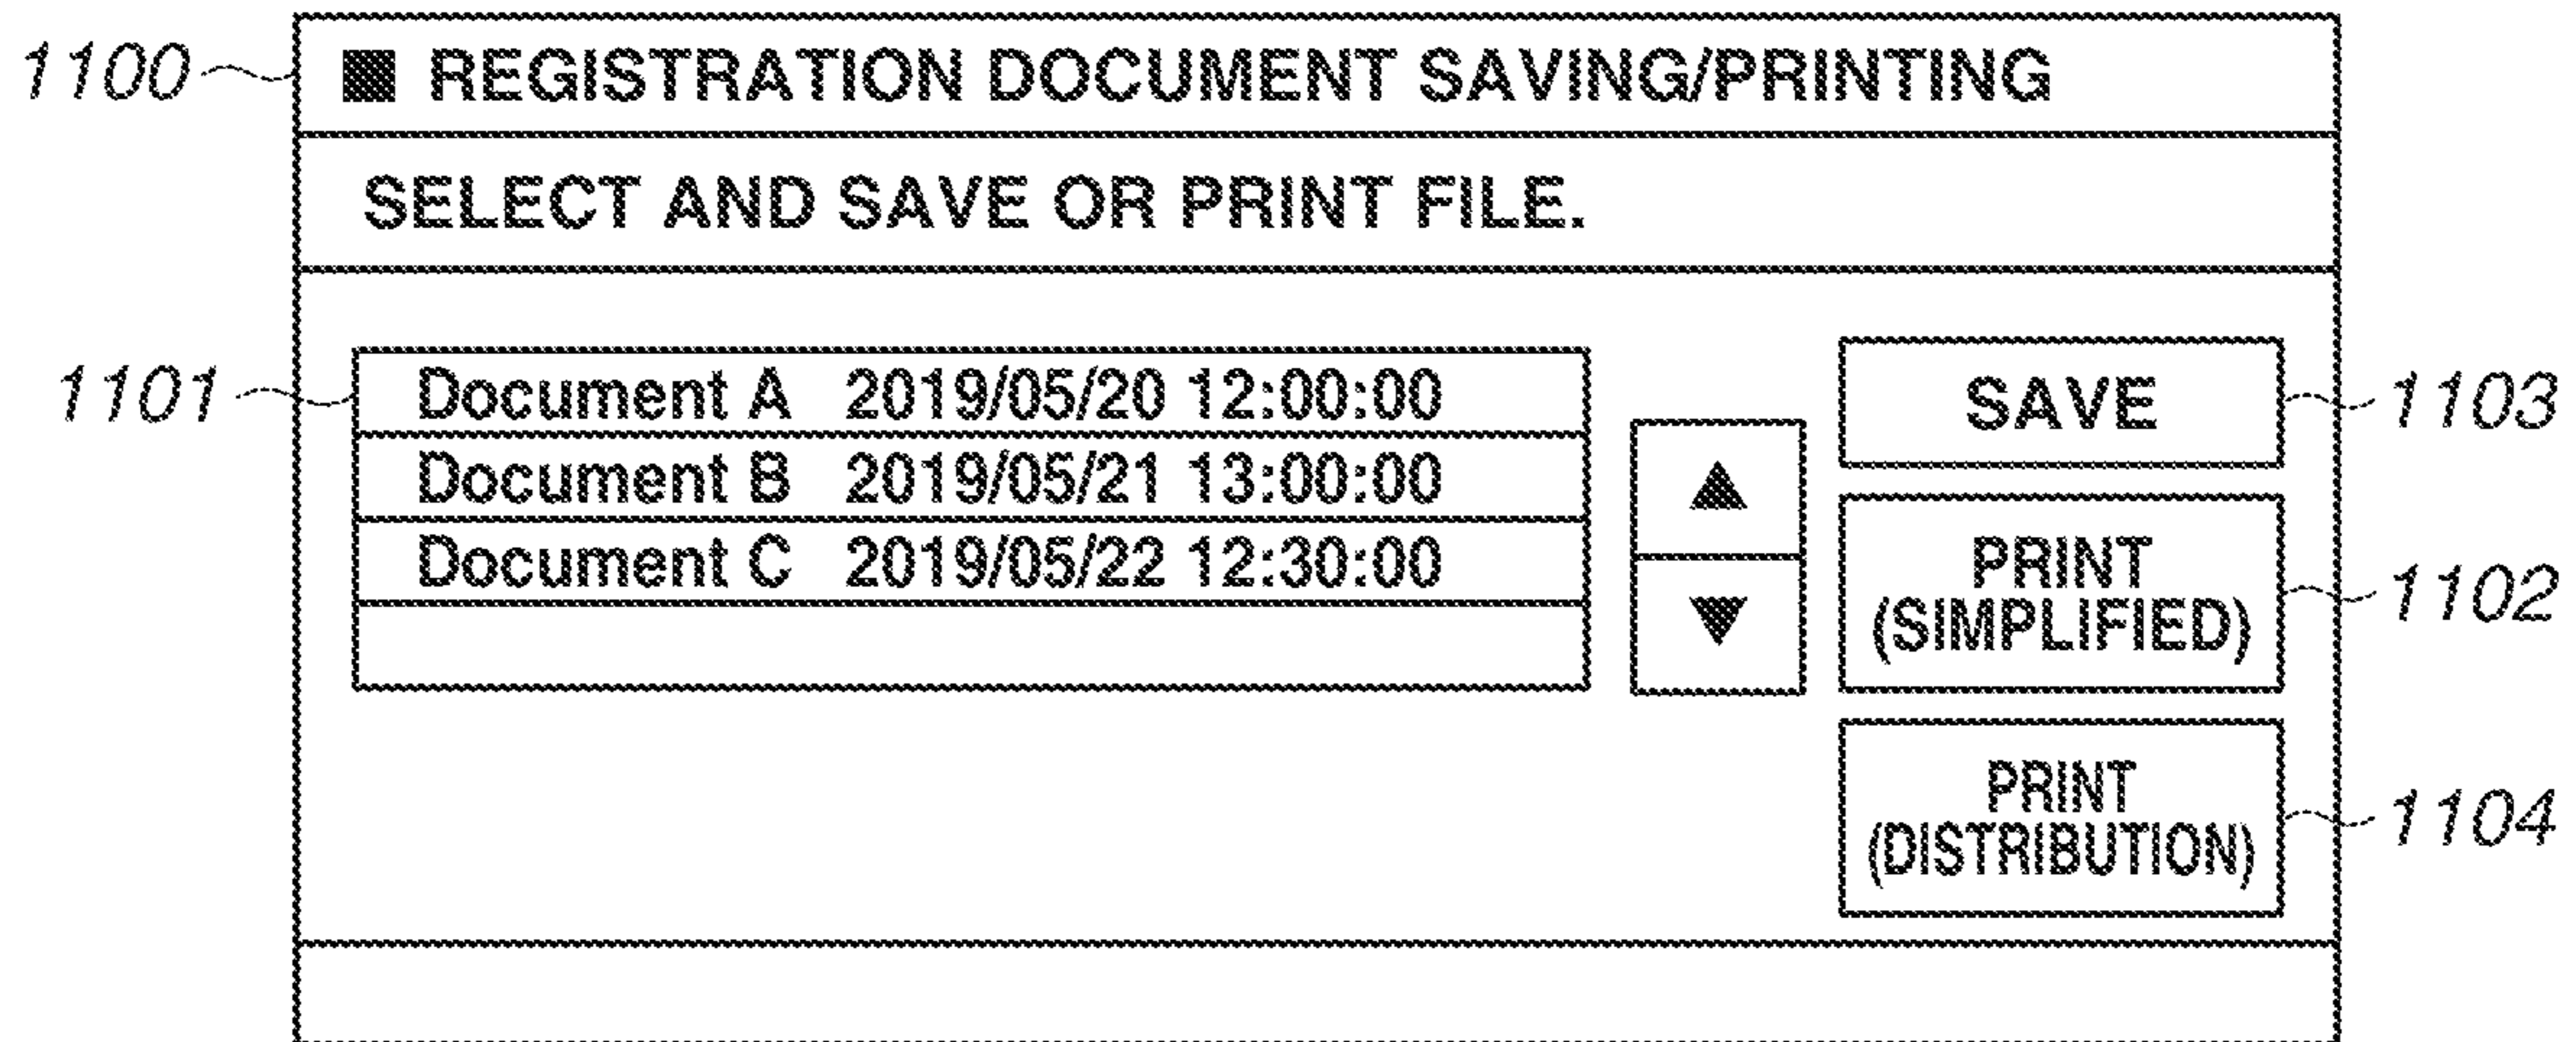 1100
■ REGISTRATION DOCUMENT SAVING/PRINTING
SELECT AND SAVE OR PRINT FILE.
1101
Document A 2019/05/20 12:00:00
Document B 2019/05/21 13:00:00
Document C 2019/05/22 12:30:00
▲
▼
SAVE
1103
PRINT
(SIMPLIFIED)
1102
PRINT
(DISTRIBUTION)
1104